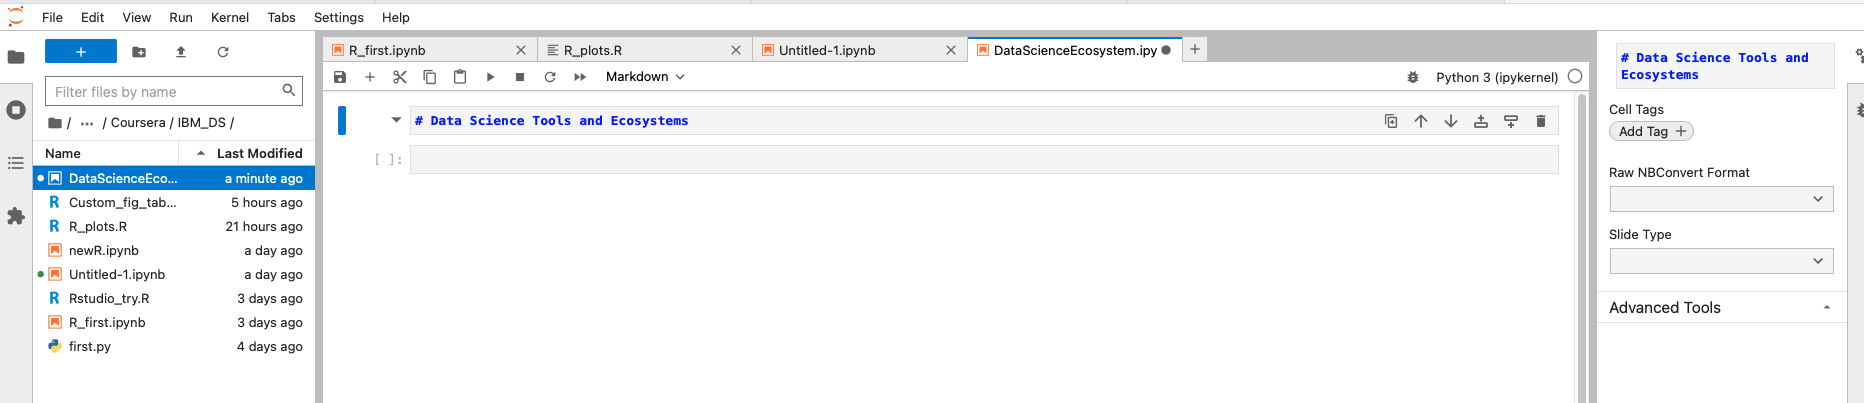 File Edit View Run Kernel Tabs Settings Help
Filter files by name
/ ... / Coursera / IBM_DS /
Name Last Modified
DataScienceEco... a minute ago
Custom_fig_tab... 5 hours ago
R_plots.R 21 hours ago
newR.ipynb a day ago
Untitled-1.ipynb a day ago
Rstudio_try.R 3 days ago
R_first.ipynb 3 days ago
first.py 4 days ago
R_first.ipynb R_plots.R Untitled-1.ipynb DataScienceEcosystem.ipy
Markdown Python 3 (ipykernel)
# Data Science Tools and Ecosystems
[ ]:
# Data Science Tools and
Ecosystems
Cell Tags
Add Tag +
Raw NBConvert Format
Slide Type
Advanced Tools